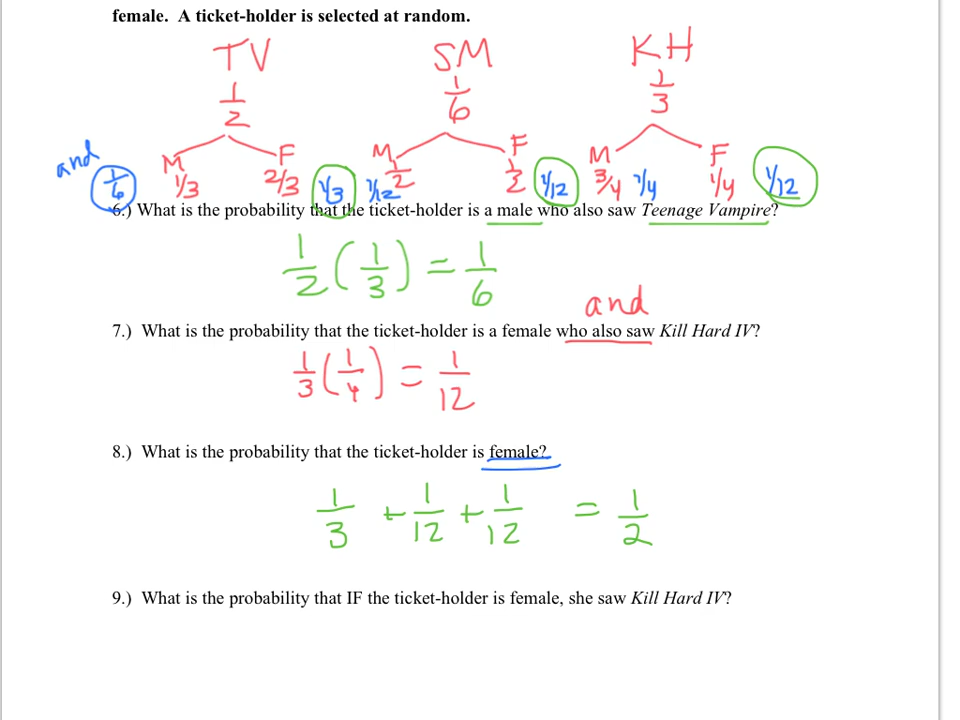 female. A ticket-holder is selected at random.
TV SM KH
1/2 1/6 1/3
and 1/6 M 1/3 F 2/3 1/3 M 1/2 1/12 F 1/2 1/12 M 3/4 1/4 F 1/4 1/12
6.) What is the probability that the ticket-holder is a male who also saw Teenage Vampire?
1/2 (1/3) = 1/6
and
7.) What is the probability that the ticket-holder is a female who also saw Kill Hard IV?
1/3 (1/4) = 1/12
8.) What is the probability that the ticket-holder is female?
1/3 + 1/12 + 1/12 = 1/2
9.) What is the probability that IF the ticket-holder is female, she saw Kill Hard IV?